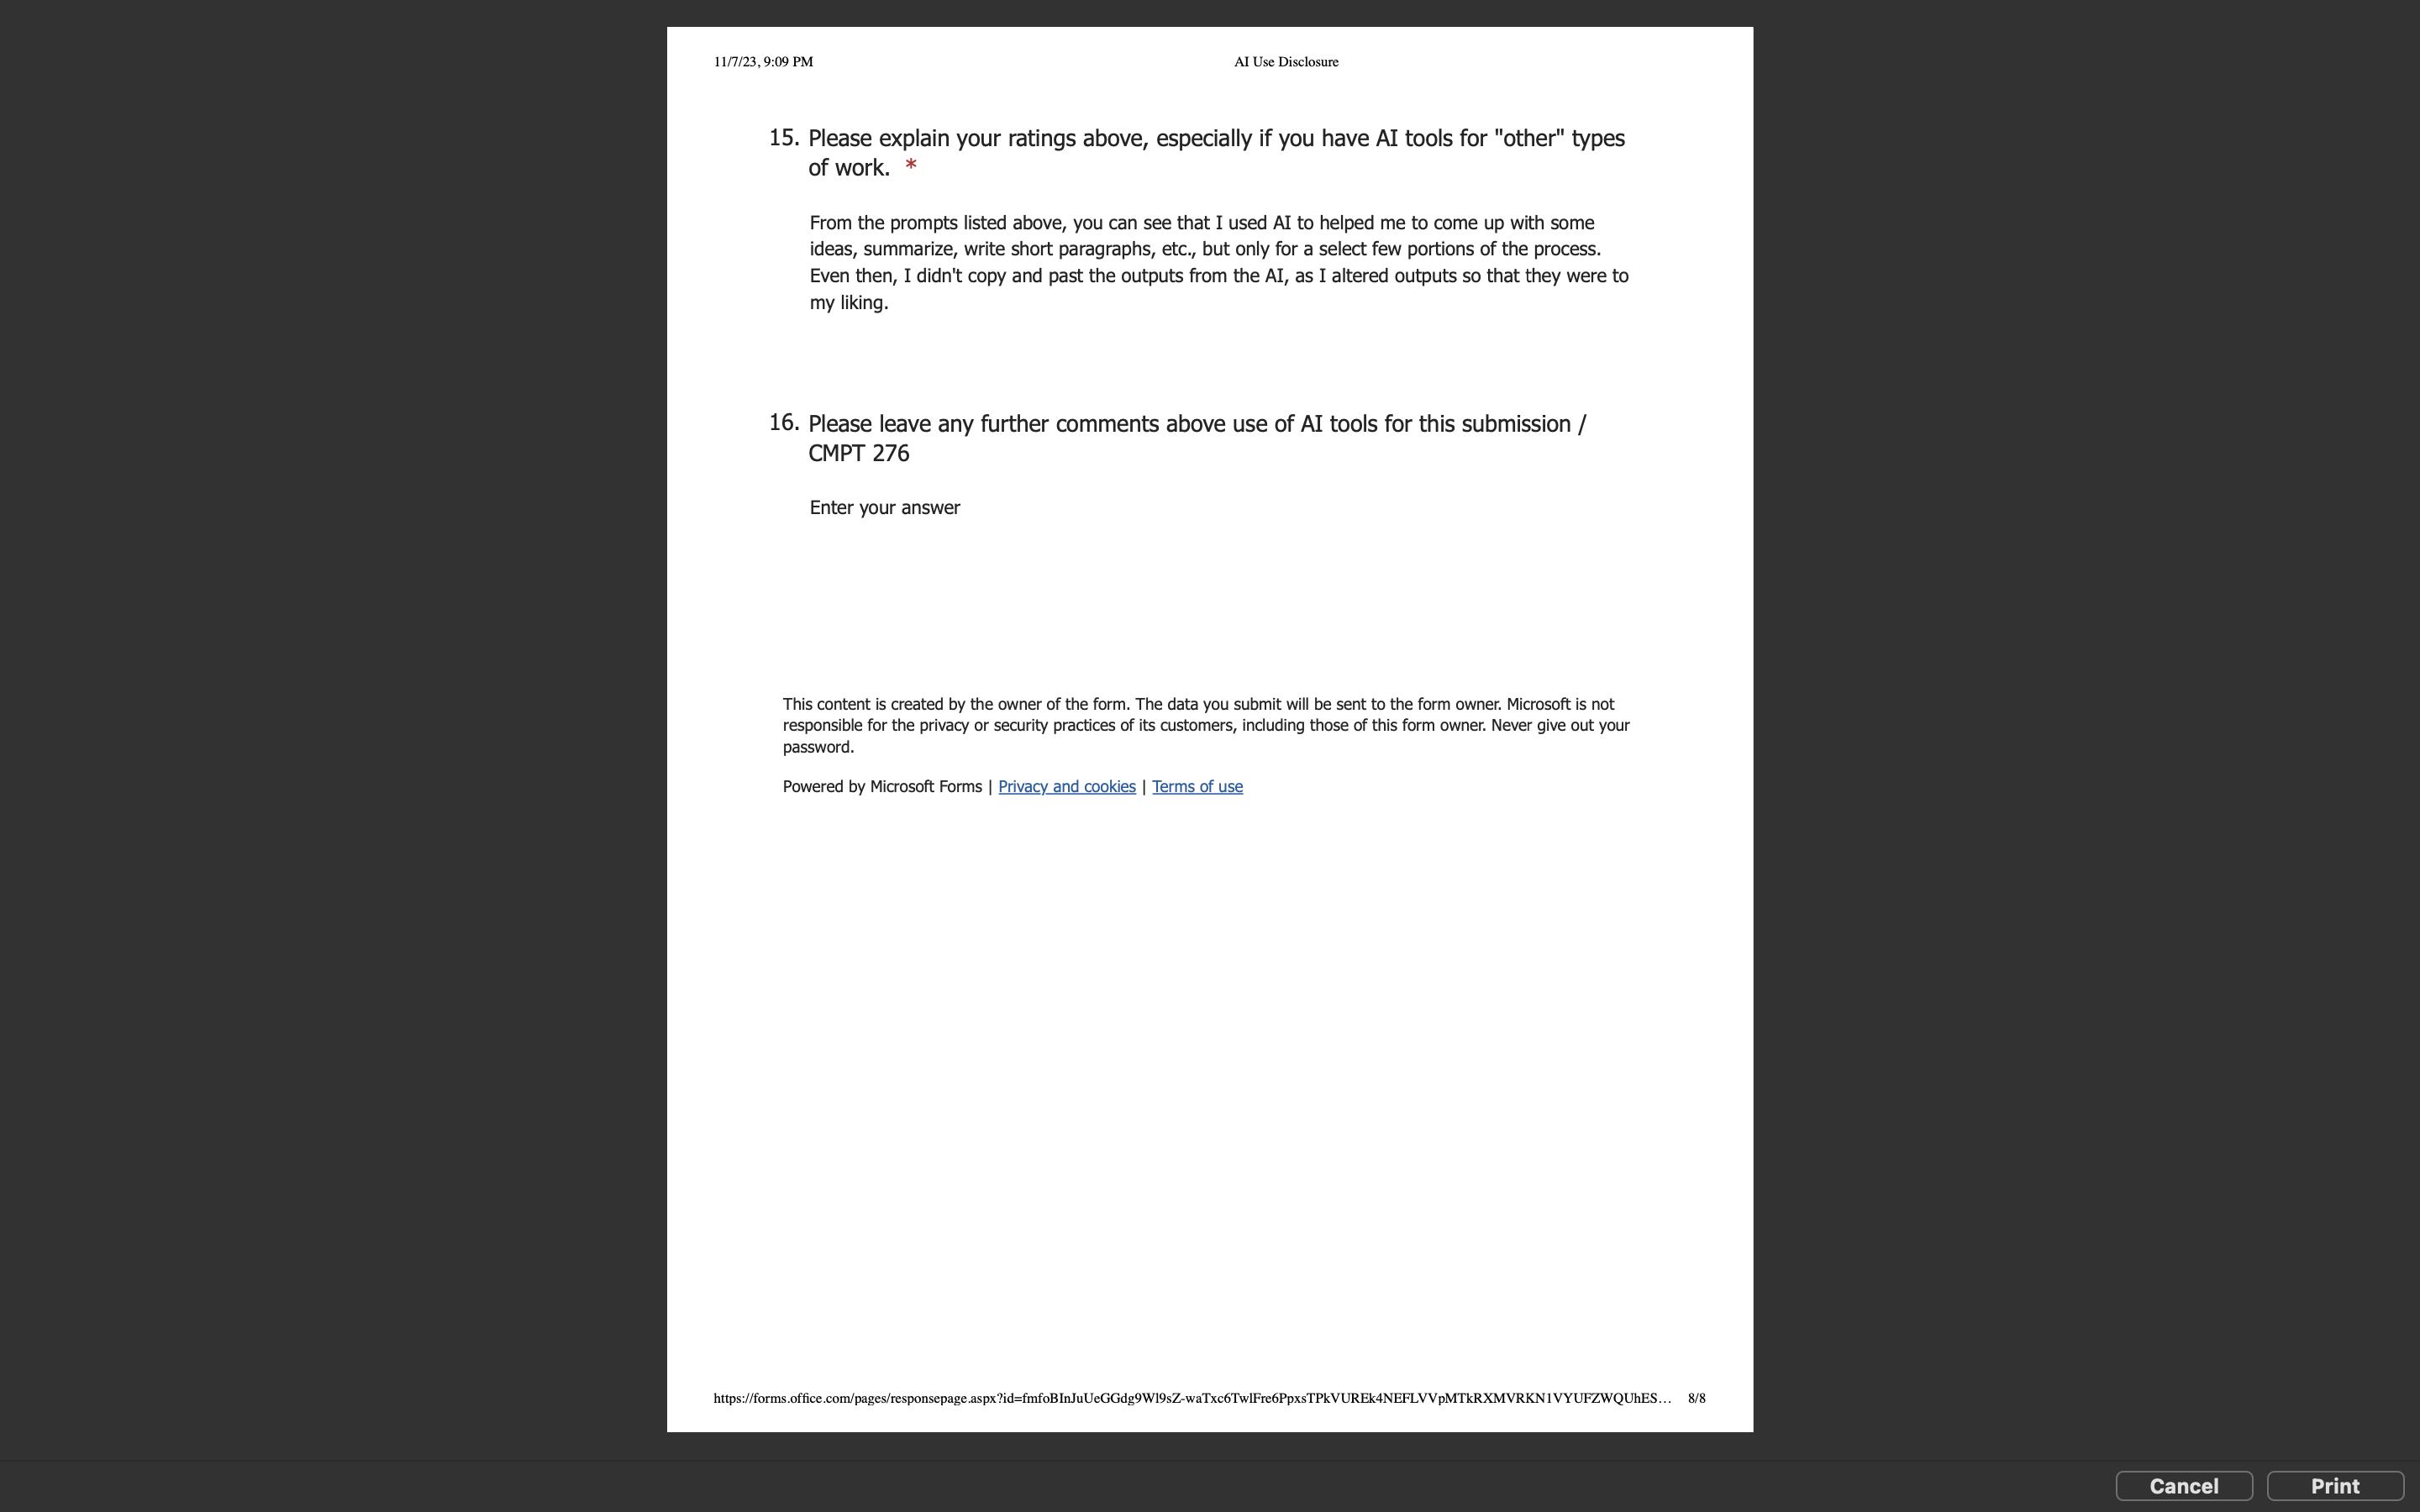 11/7/23, 9:09 PM AI Use Disclosure
15. Please explain your ratings above, especially if you have AI tools for "other" types
of work. *
From the prompts listed above, you can see that I used AI to helped me to come up with some
ideas, summarize, write short paragraphs, etc., but only for a select few portions of the process.
Even then, I didn't copy and past the outputs from the AI, as I altered outputs so that they were to
my liking.
16. Please leave any further comments above use of AI tools for this submission /
CMPT 276
Enter your answer
This content is created by the owner of the form. The data you submit will be sent to the form owner. Microsoft is not
responsible for the privacy or security practices of its customers, including those of this form owner. Never give out your
password.
Powered by Microsoft Forms | Privacy and cookies | Terms of use
https://forms.office.com/pages/responsepage.aspx?id=fmfoBInJuUeGGdg9Wl9sZ-waTxc6TwlFre6PpxsTPkVUREk4NEFLVVpMTkRXMVRKN1VYUFZWQUhES… 8/8
Cancel Print